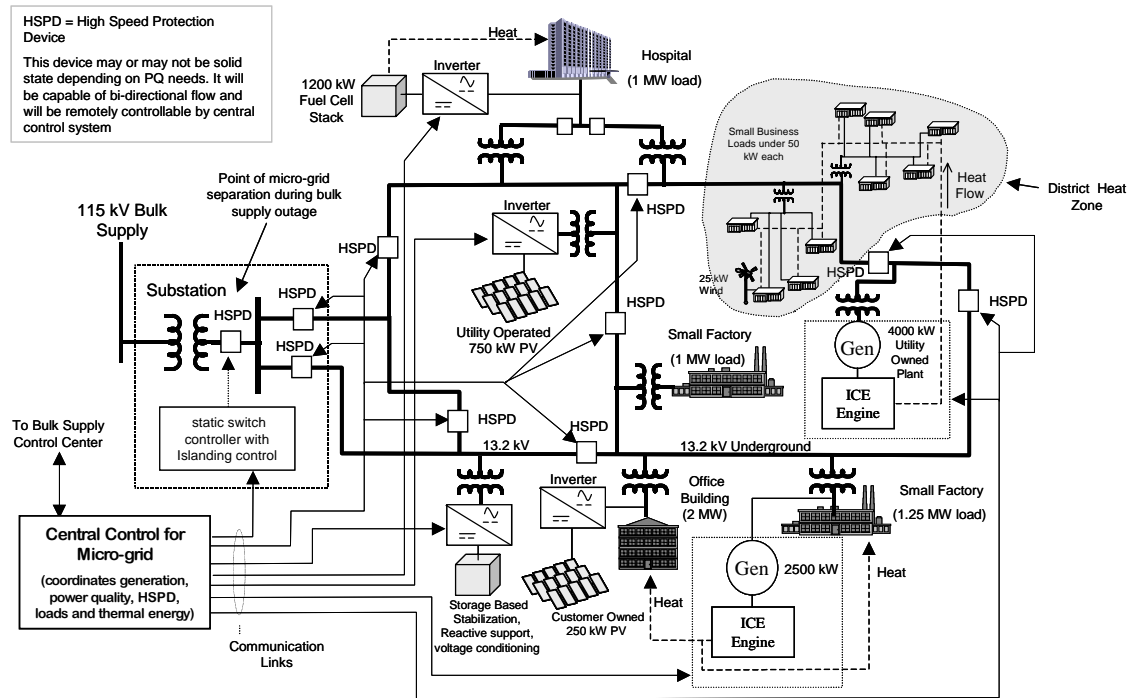 HSPD = High Speed Protection
Device
This device may or may not be solid
state depending on PQ needs. It will
be capable of bi-directional flow and
will be remotely controllable by central
control system
Heat
Hospital
(1 MW load)
Inverter
1200 kW
Fuel Cell
Stack
Small Business
Loads under 50
kW each
Heat
Flow
District Heat
Zone
Point of micro-grid
separation during bulk
supply outage
115 kV Bulk
Supply
HSPD
Inverter
HSPD
HSPD
25 kW
Wind
Substation
HSPD
HSPD
HSPD
Utility Operated
750 kW PV
HSPD
HSPD
Small Factory
(1 MW load)
Gen
4000 kW
Utility
Owned
Plant
ICE
Engine
static switch
controller with
Islanding control
To Bulk Supply
Control Center
HSPD
HSPD
13.2 kV
13.2 kV Underground
Inverter
Office
Building
(2 MW)
Small Factory
(1.25 MW load)
Central Control for
Micro-grid
(coordinates generation,
power quality, HSPD,
loads and thermal energy)
Gen
2500 kW
Heat
Storage Based
Stabilization,
Reactive support,
voltage conditioning
Customer Owned
250 kW PV
Heat
ICE
Engine
Communication
Links